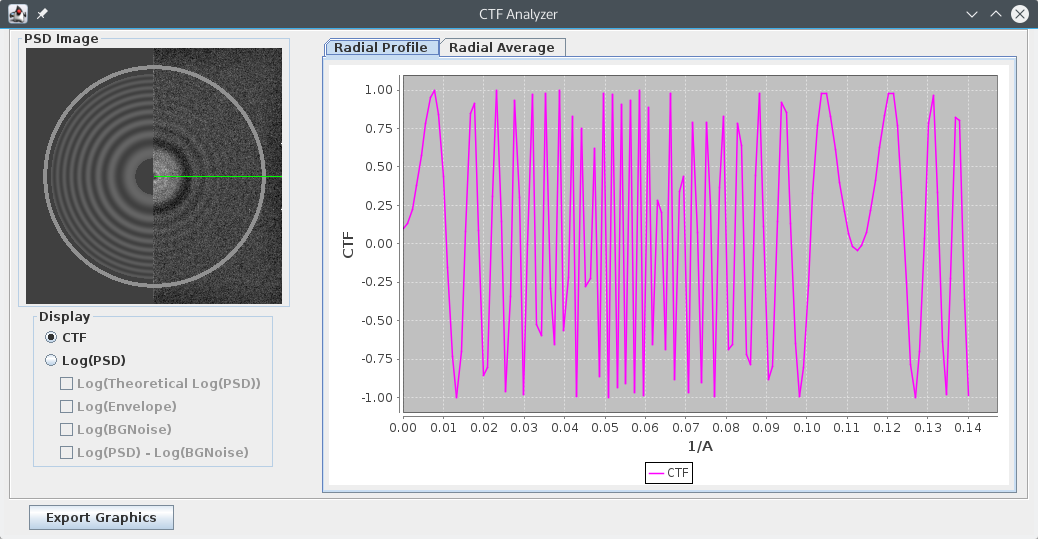 CTF Analyzer
PSD Image
Radial Profile
Radial Average
1.00
0.75
0.50
0.25
0.00
-0.25
-0.50
-0.75
-1.00
CTF
0.00 0.01 0.02 0.03 0.04 0.05 0.06 0.07 0.08 0.09 0.10 0.11 0.12 0.13 0.14
1/A
CTF
Display
CTF
Log(PSD)
Log(Theoretical Log(PSD))
Log(Envelope)
Log(BGNoise)
Log(PSD) - Log(BGNoise)
Export Graphics